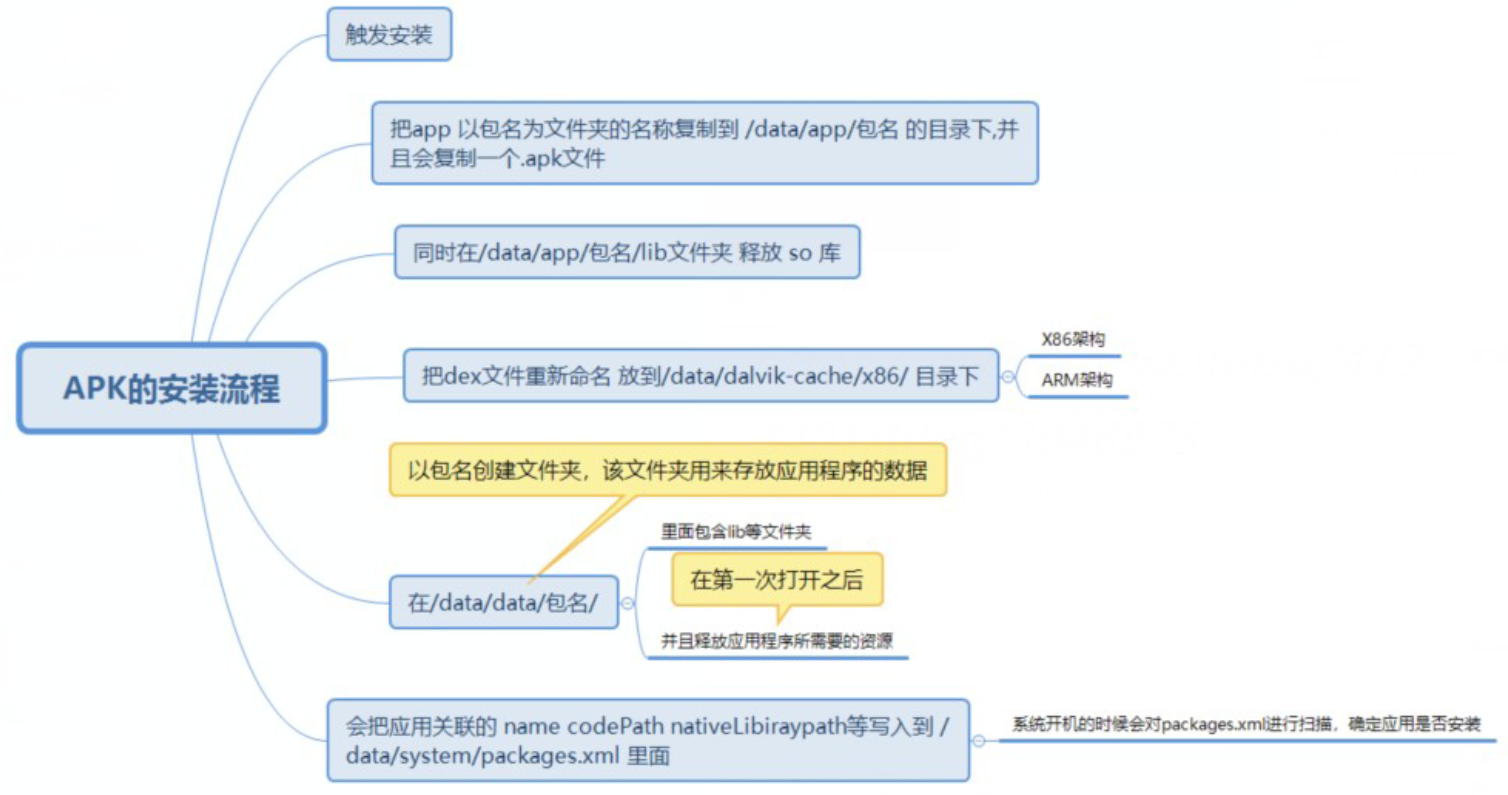 触发安装
把app 以包名为文件夹的名称复制到 /data/app/包名 的目录下,并
且会复制一个.apk文件
同时在/data/app/包名/lib文件夹 释放 so 库
APK的安装流程
把dex文件重新命名 放到/data/dalvik-cache/x86/ 目录下
X86架构
ARM架构
以包名创建文件夹，该文件夹用来存放应用程序的数据
在/data/data/包名/
里面包含lib等文件夹
在第一次打开之后
并且释放应用程序所需要的资源
会把应用关联的 name codePath nativeLibiraypath等写入到 /
data/system/packages.xml 里面
系统开机的时候会对packages.xml进行扫描，确定应用是否安装